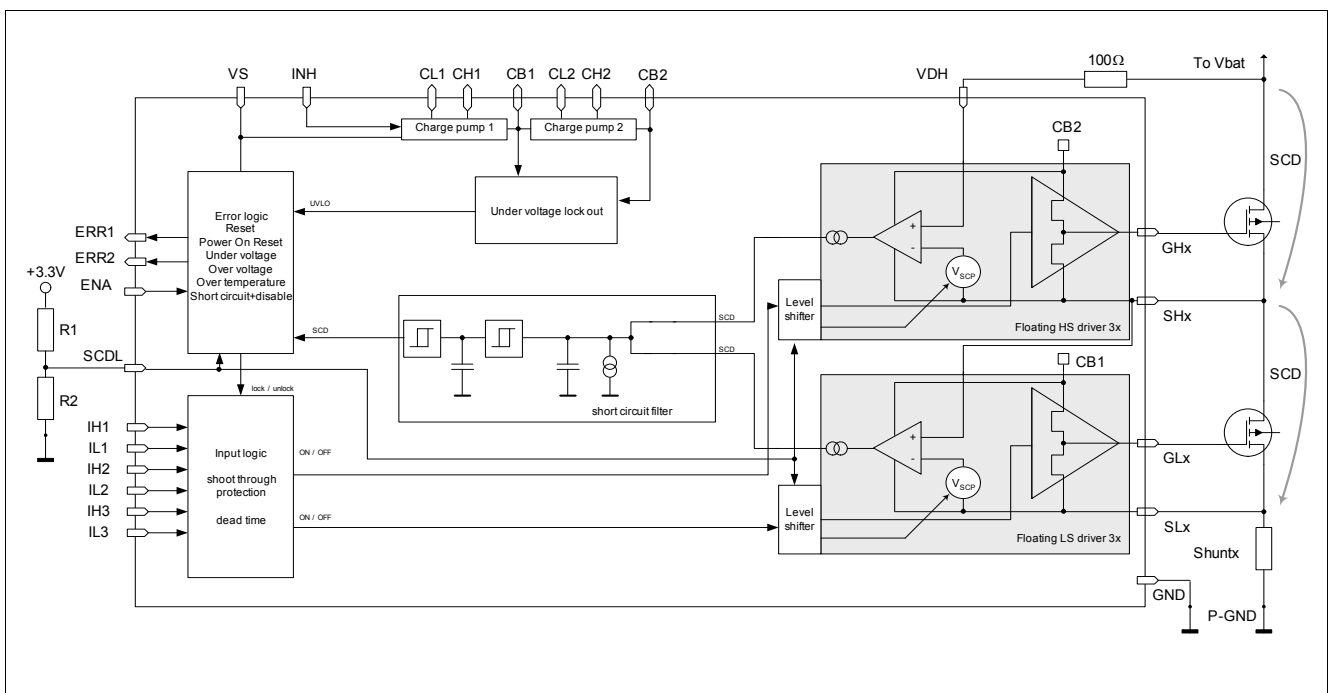 VS
INH
CL1
CH1
CB1
CL2
CH2
CB2
VDH
100Ω
To Vbat
Charge pump 1
Charge pump 2
CB2
SCD
Error logic
Reset
Power On Reset
Under voltage
Over voltage
Over temperature
Short circuit+disable
UVLO
Under voltage lock out
ERR1
ERR2
ENA
+3.3V
R1
SCDL
R2
+
-
VSCP
Level
shifter
Floating HS driver 3x
GHx
SHx
SCD
SCD
SCD
short circuit filter
lock / unlock
CB1
SCD
IH1
IL1
IH2
IL2
IH3
IL3
Input logic
shoot through
protection
dead time
ON / OFF
ON / OFF
+
-
VSCP
Level
shifter
Floating LS driver 3x
GLx
SLx
Shuntx
GND
P-GND